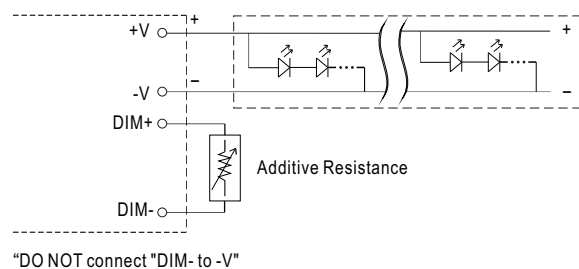 +
+V
+
−
-V
−
DIM+
Additive Resistance
DIM-
“DO NOT connect "DIM- to -V"